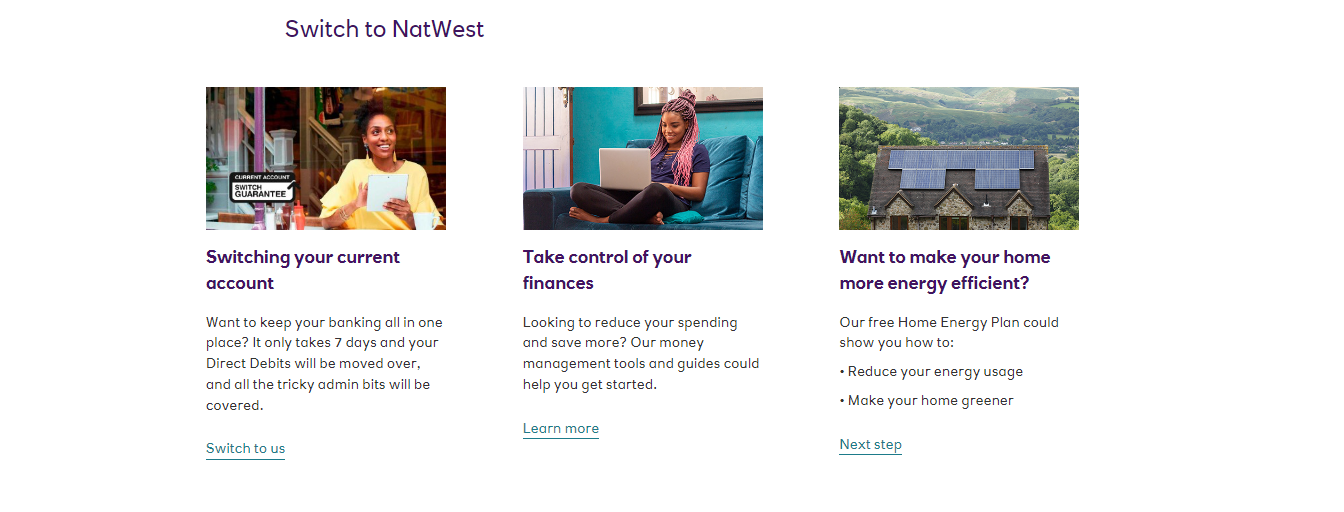 Switch to NatWest
CURRENT ACCOUNT
SWITCH
GUARANTEE
Switching your current
account
Want to keep your banking all in one
place? It only takes 7 days and your
Direct Debits will be moved over,
and all the tricky admin bits will be
covered.
Switch to us
Take control of your
finances
Looking to reduce your spending
and save more? Our money
management tools and guides could
help you get started.
Learn more
Want to make your home
more energy efficient?
Our free Home Energy Plan could
show you how to:
• Reduce your energy usage
• Make your home greener
Next step